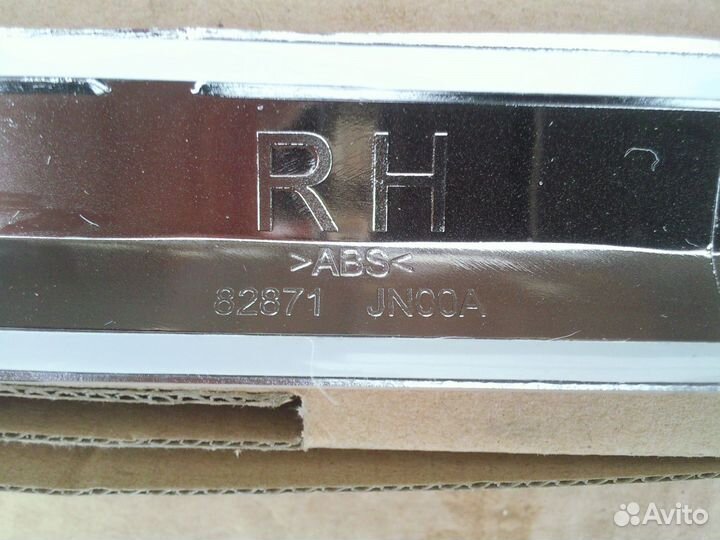 RH
>ABS<
82871 JN00A
Avito